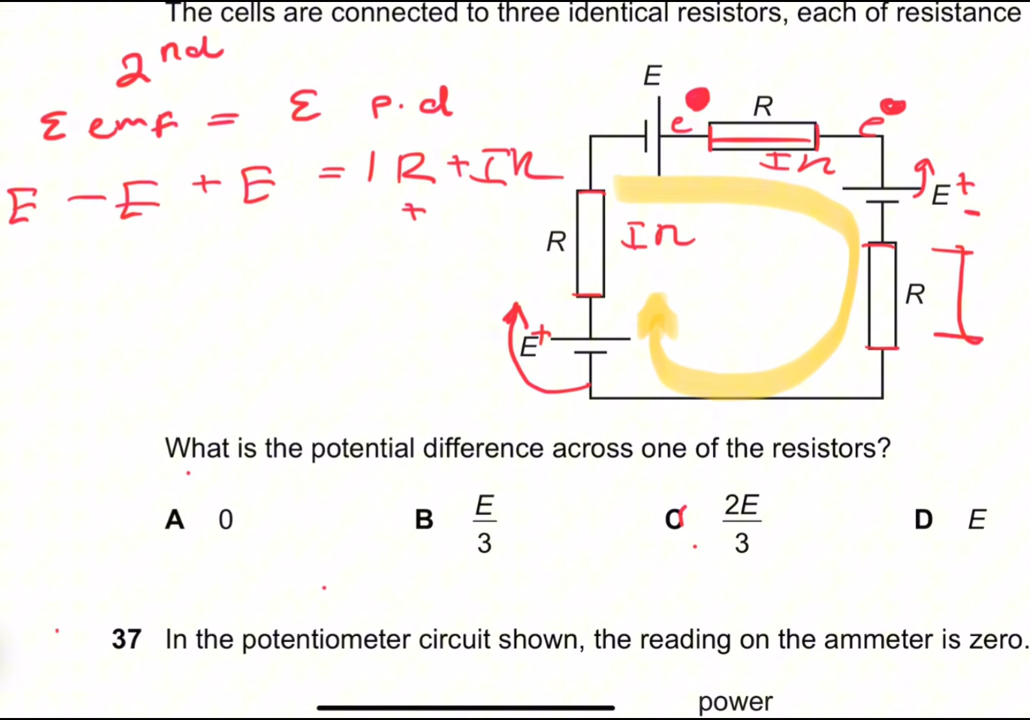 The cells are connected to three identical resistors, each of resistance
2nd
Σ emf = Σ p.d
E - E + E = IR + IR
+
E
e
R
e
IR
E +
-
R
IR
R
I
E +
What is the potential difference across one of the resistors?
A 0 B E/3 C 2E/3 D E
37 In the potentiometer circuit shown, the reading on the ammeter is zero.
power